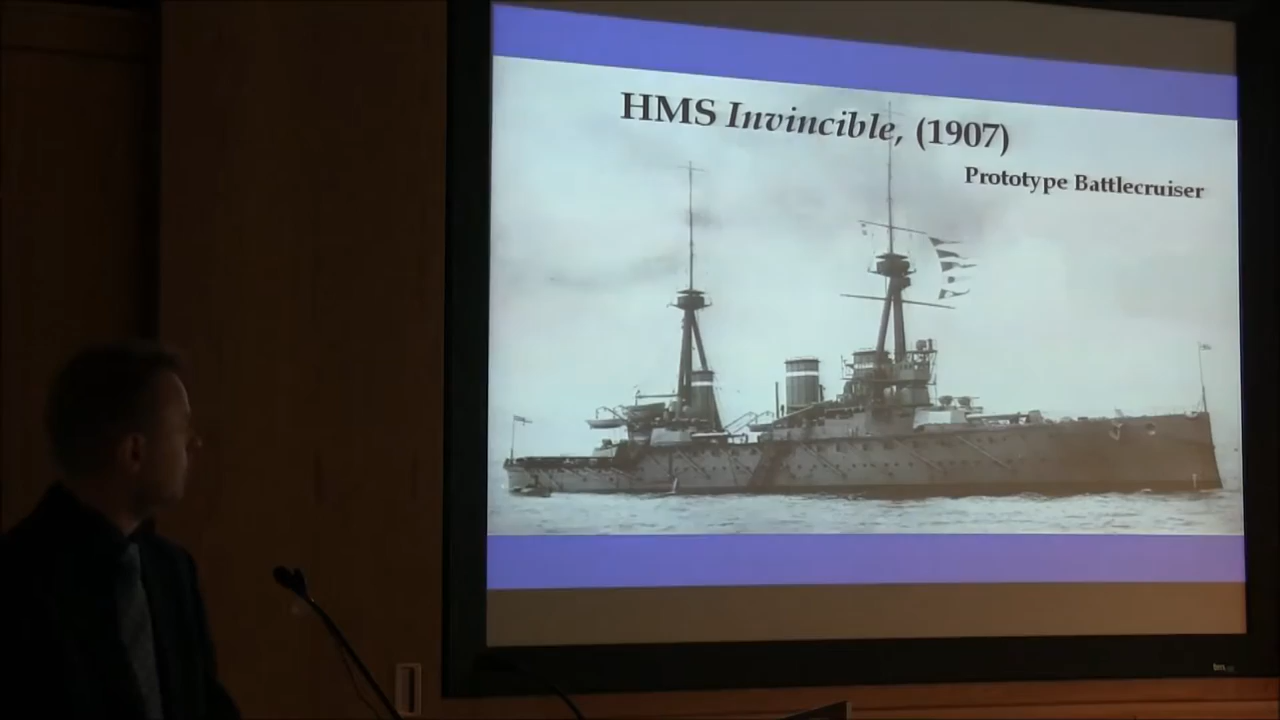 HMS Invincible, (1907)
Prototype Battlecruiser